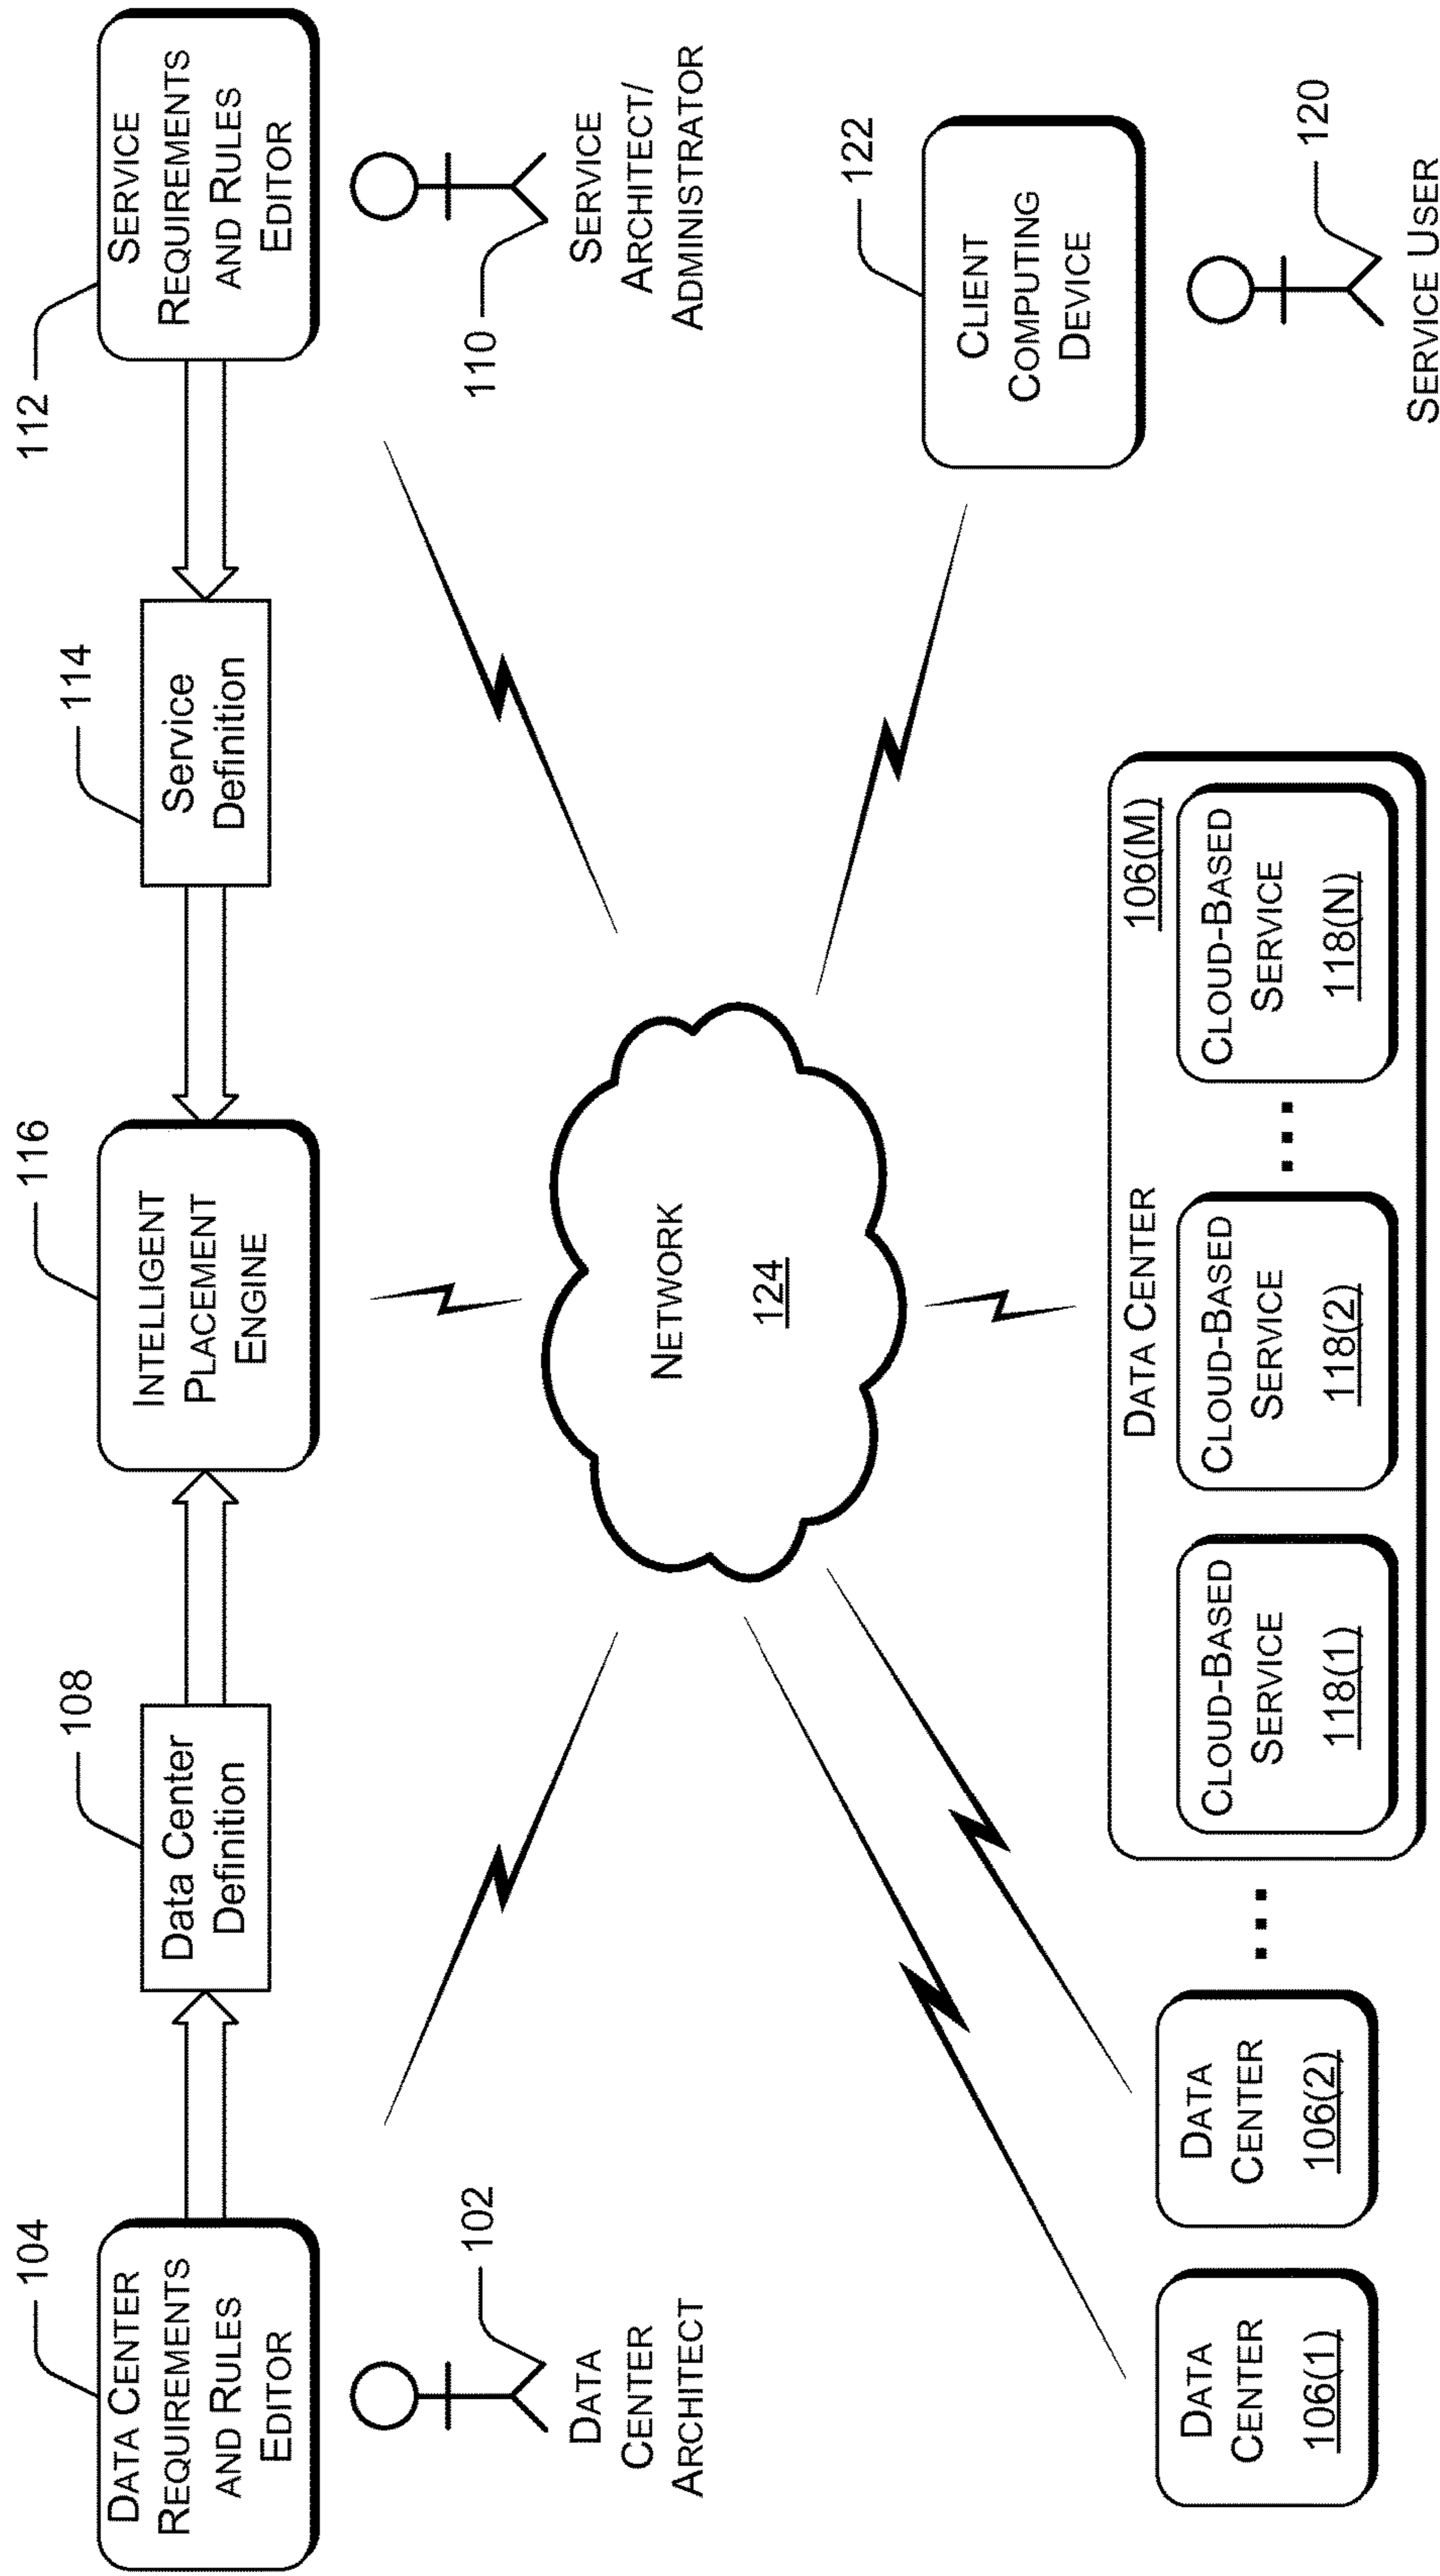 104
DATA CENTER
REQUIREMENTS
AND RULES
EDITOR
108
Data Center
Definition
116
INTELLIGENT
PLACEMENT
ENGINE
114
Service
Definition
112
SERVICE
REQUIREMENTS
AND RULES
EDITOR
102
DATA
CENTER
ARCHITECT
110
SERVICE
ARCHITECT/
ADMINISTRATOR
NETWORK
124
122
CLIENT
COMPUTING
DEVICE
120
SERVICE USER
DATA
CENTER
106(1)
DATA
CENTER
106(2)
...
DATA CENTER
106(M)
CLOUD-BASED
SERVICE
118(1)
CLOUD-BASED
SERVICE
118(2)
...
CLOUD-BASED
SERVICE
118(N)